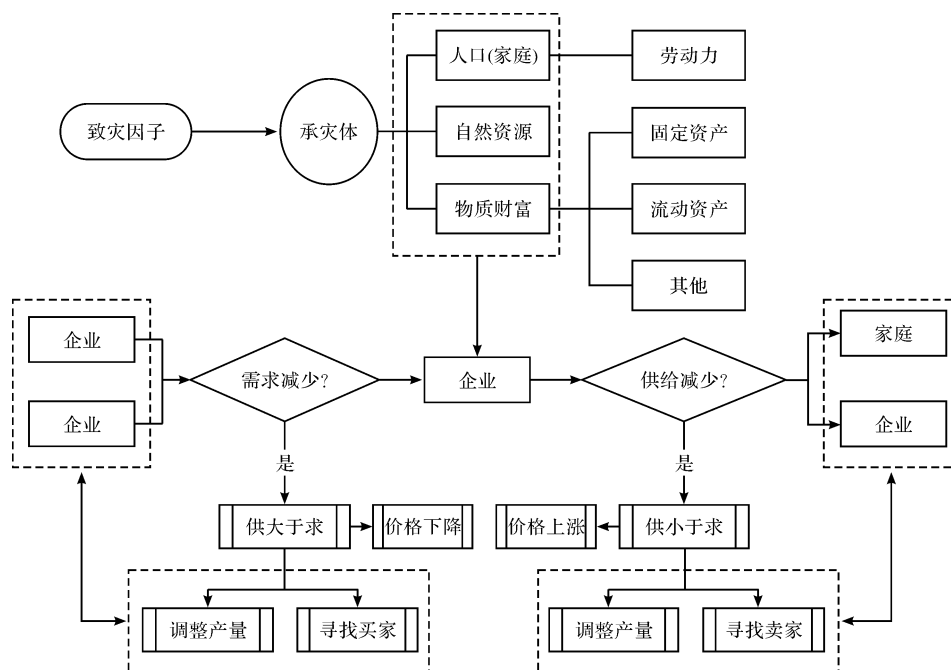 人口(家庭)
劳动力
致灾因子
承灾体
自然资源
固定资产
物质财富
流动资产
其他
企业
家庭
需求减少?
企业
供给减少?
企业
企业
是
是
供大于求
价格下降
价格上涨
供小于求
调整产量
寻找买家
调整产量
寻找卖家